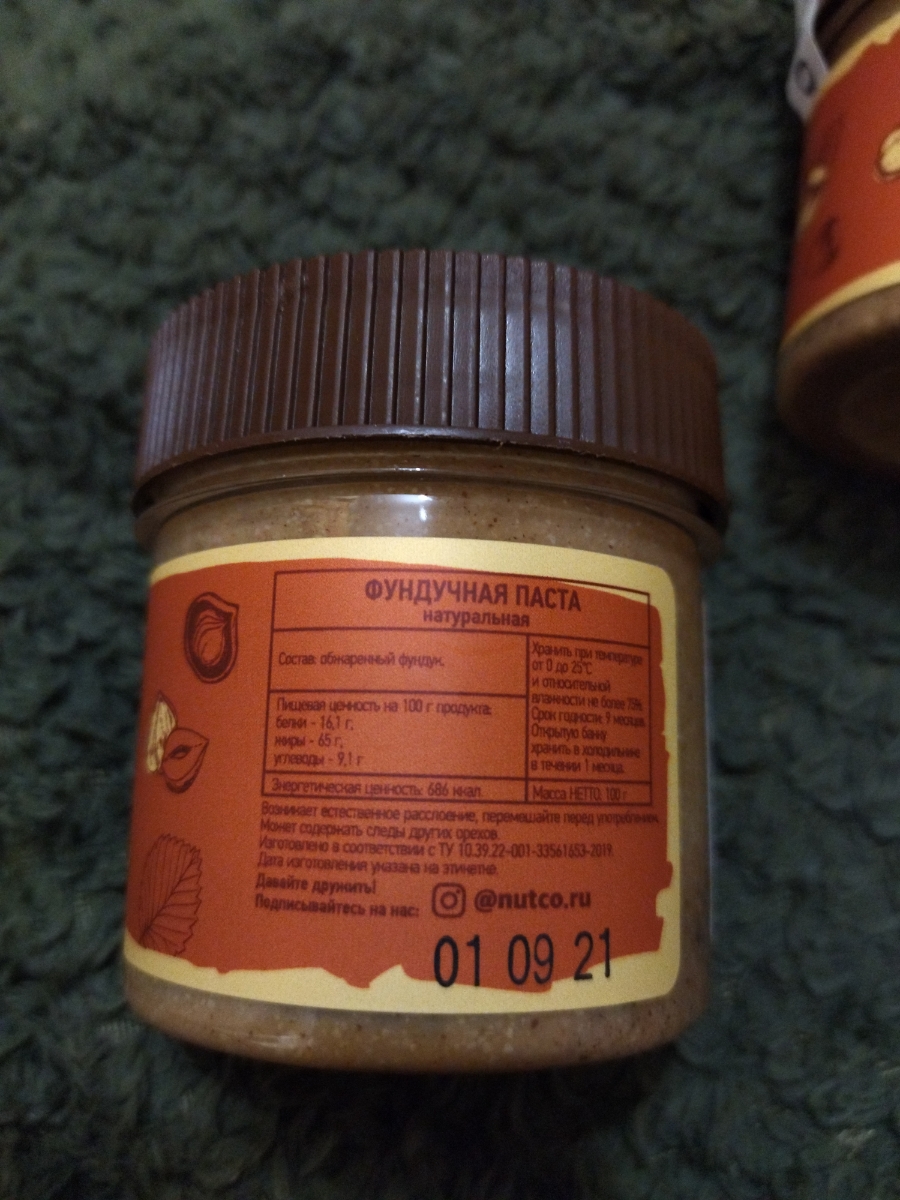 ФУНДУЧНАЯ ПАСТА
натуральная
Состав: обжаренный фундук.
Пищевая ценность на 100 г продукта:
белки - 16,1 г,
жиры - 65 г,
углеводы - 9,1 г
Энергетическая ценность: 686 ккал.
Хранить при температуре
от 0 до 25°С
и относительной
влажности не более 75%.
Срок годности: 9 месяцев.
Открытую банку
хранить в холодильнике
в течении 1 месяца.
Масса НЕТТО: 100 г
Возникает естественное расслоение, перемешайте перед употреблением.
Может содержать следы других орехов.
Изготовлено в соответствии с ТУ 10.39.22-001-33561653-2019.
Дата изготовления указана на этикетке.
Давайте дружить!
Подписывайтесь на нас: @nutco.ru
01 09 21